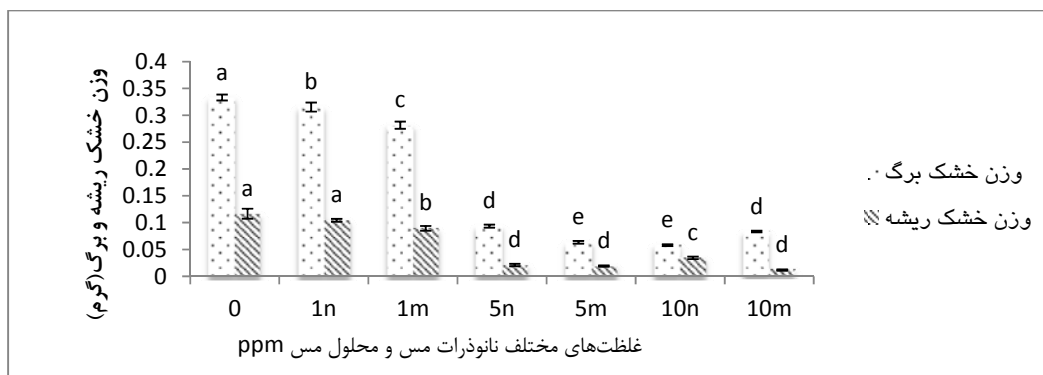 وزن خشک ریشه و برگ(گرم)
0.4
0.35
0.3
0.25
0.2
0.15
0.1
0.05
0
a
b
c
d
e
e
d
a
a
b
d
d
c
d
0 1n 1m 5n 5m 10n 10m
غلظت‌های مختلف نانوذرات مس و محلول مس ppm
وزن خشک برگ
وزن خشک ریشه